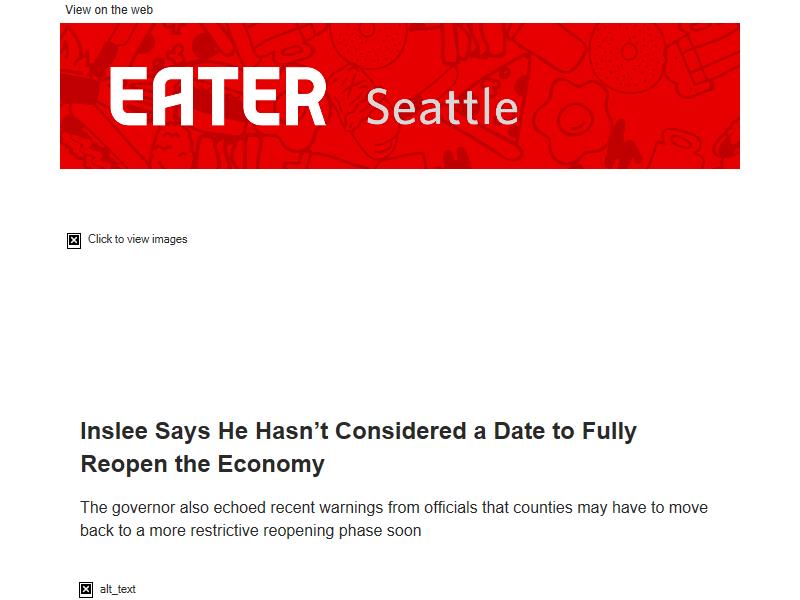 View on the web
EATER Seattle
Click to view images
Inslee Says He Hasn’t Considered a Date to Fully
Reopen the Economy
The governor also echoed recent warnings from officials that counties may have to move
back to a more restrictive reopening phase soon
alt_text